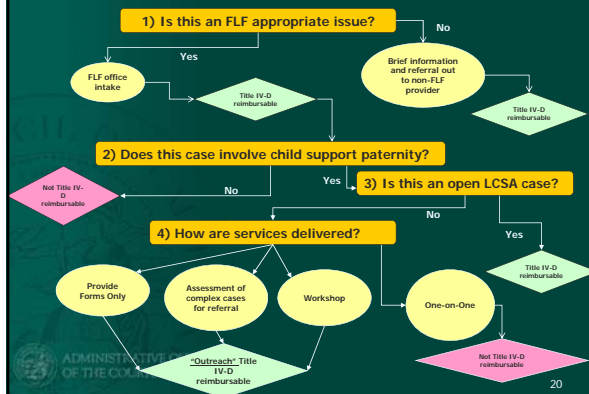 1) Is this an FLF appropriate issue?
No
Yes
FLF office
intake
Title IV-D
reimbursable
Brief information
and referral out
to non-FLF
provider
Title IV-D
reimbursable
2) Does this case involve child support paternity?
Not Title IV-
D
reimbursable
No
Yes
3) Is this an open LCSA case?
No
Yes
4) How are services delivered?
Title IV-D
reimbursable
Provide
Forms Only
Assessment of
complex cases
for referral
Workshop
One-on-One
"Outreach" Title
IV-D
reimbursable
Not Title IV-D
reimbursable
ADMINISTRATIVE
OF THE COUR
20